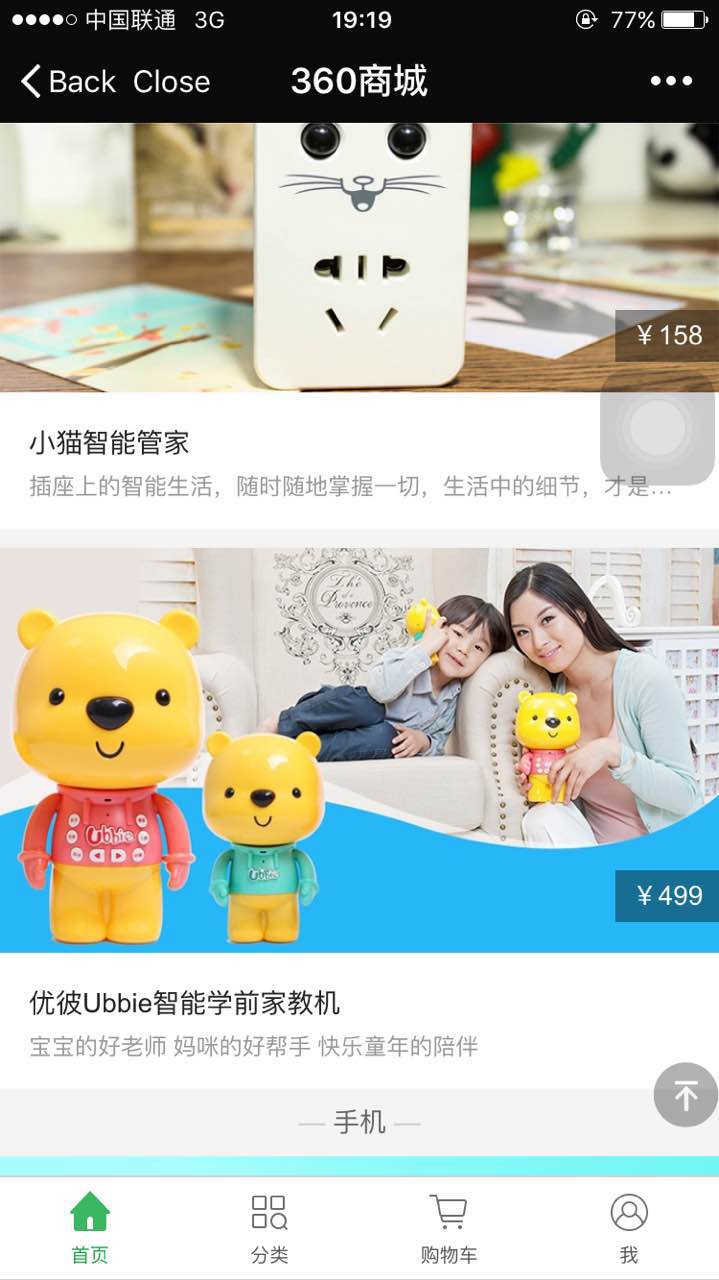 中国联通 3G 19:19 77%
Back Close 360商城
￥158
小猫智能管家
插座上的智能生活，随时随地掌握一切，生活中的细节，才是...
The
Provence
Ubbie
Ubbie
￥499
优彼Ubbie智能学前家教机
宝宝的好老师 妈咪的好帮手 快乐童年的陪伴
手机
首页 分类 购物车 我